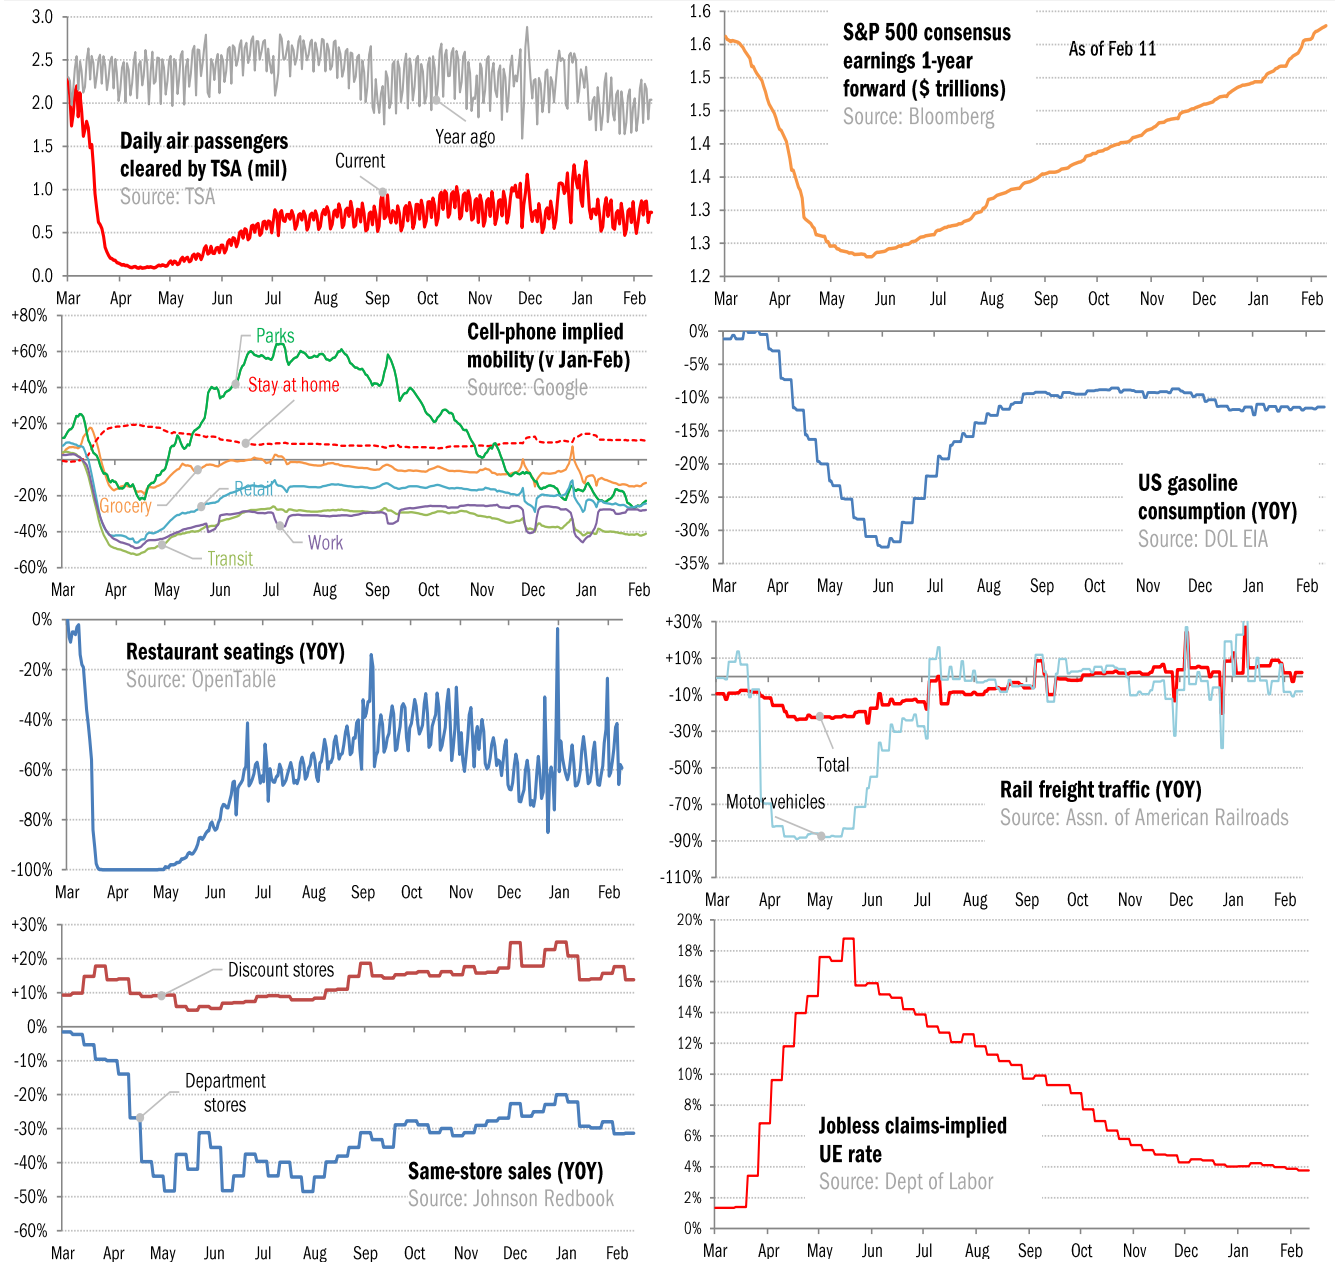 3.0
2.5
2.0
1.5
1.0
0.5
0.0
Daily air passengers
cleared by TSA (mil)
Source: TSA
Year ago
Current
Mar Apr May Jun Jul Aug Sep Oct Nov Dec Jan Feb
1.6
1.6
1.5
1.5
1.4
1.4
1.3
1.3
1.2
S&P 500 consensus
earnings 1-year
forward ($ trillions)
Source: Bloomberg
As of Feb 11
Mar Apr May Jun Jul Aug Sep Oct Nov Dec Jan Feb
+80%
+60%
+40%
+20%
-20%
-40%
-60%
Parks
Stay at home
Cell-phone implied
mobility (v Jan-Feb)
Source: Google
Grocery
Retail
Work
Transit
Mar Apr May Jun Jul Aug Sep Oct Nov Dec Jan Feb
0%
-5%
-10%
-15%
-20%
-25%
-30%
-35%
US gasoline
consumption (YOY)
Source: DOL EIA
Mar Apr May Jun Jul Aug Sep Oct Nov Dec Jan Feb
0%
-20%
-40%
-60%
-80%
-100%
Restaurant seatings (YOY)
Source: OpenTable
Mar Apr May Jun Jul Aug Sep Oct Nov Dec Jan Feb
+30%
+10%
-10%
-30%
-50%
-70%
-90%
-110%
Total
Motor vehicles
Rail freight traffic (YOY)
Source: Assn. of American Railroads
Mar Apr May Jun Jul Aug Sep Oct Nov Dec Jan Feb
+30%
+20%
+10%
0%
-10%
-20%
-30%
-40%
-50%
-60%
Discount stores
Department
stores
Same-store sales (YOY)
Source: Johnson Redbook
Mar Apr May Jun Jul Aug Sep Oct Nov Dec Jan Feb
20%
18%
16%
14%
12%
10%
8%
6%
4%
2%
0%
Jobless claims-implied
UE rate
Source: Dept of Labor
Mar Apr May Jun Jul Aug Sep Oct Nov Dec Jan Feb